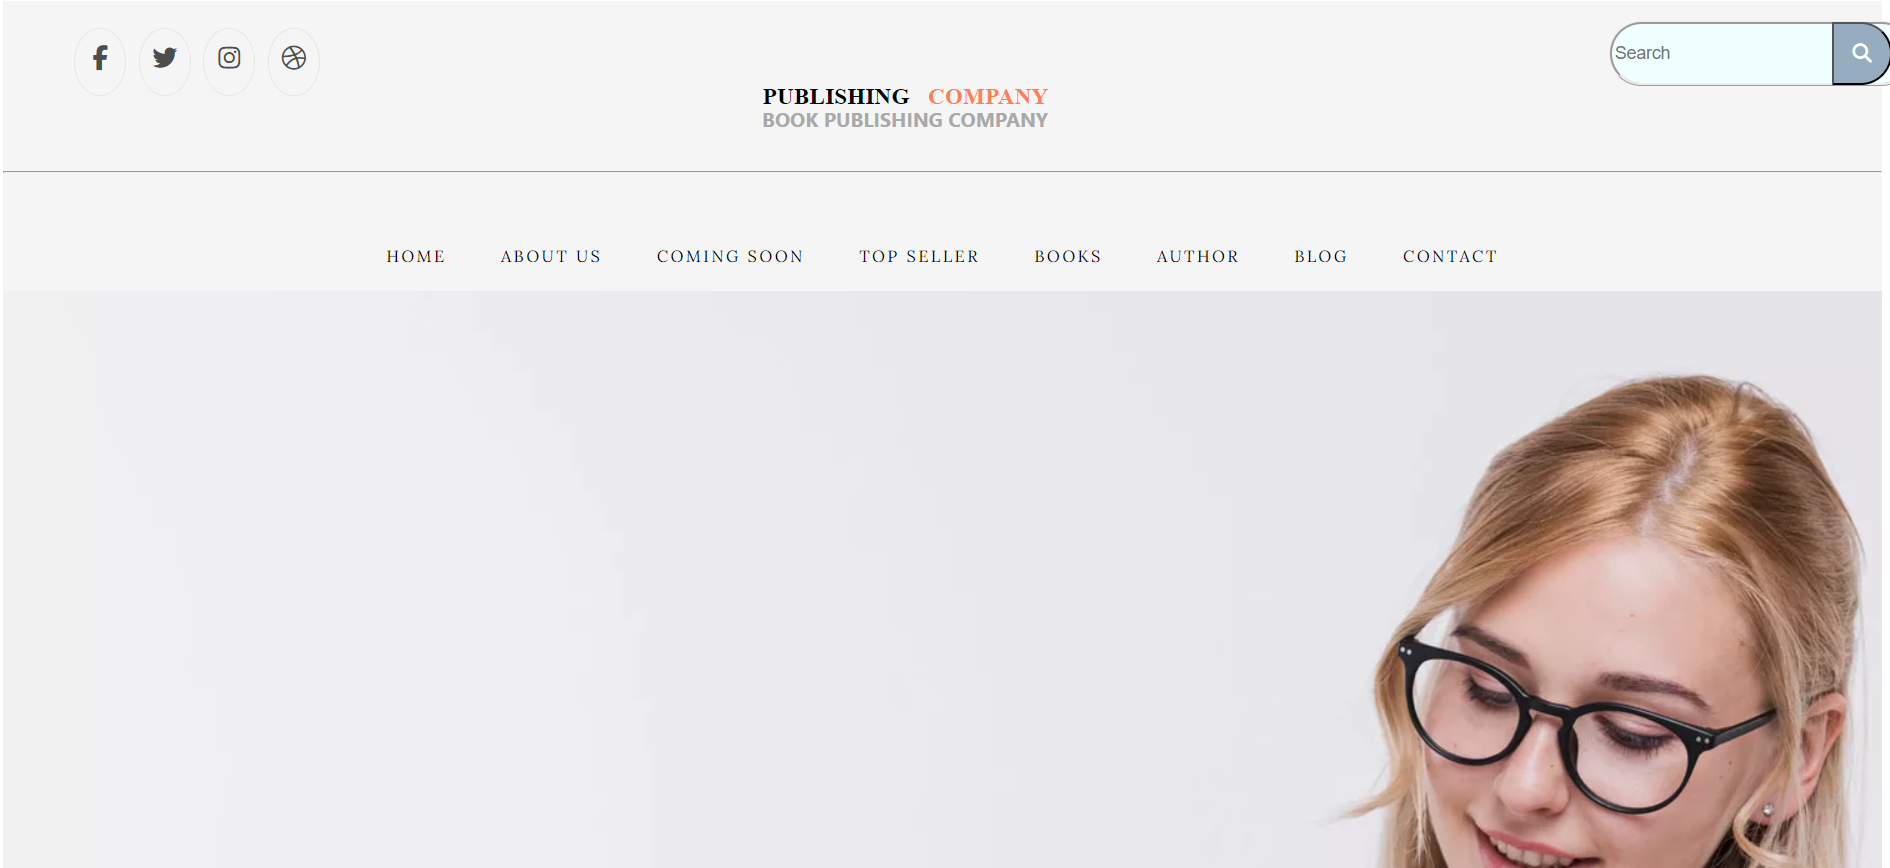 Search
PUBLISHING COMPANY
BOOK PUBLISHING COMPANY
HOME ABOUT US COMING SOON TOP SELLER BOOKS AUTHOR BLOG CONTACT